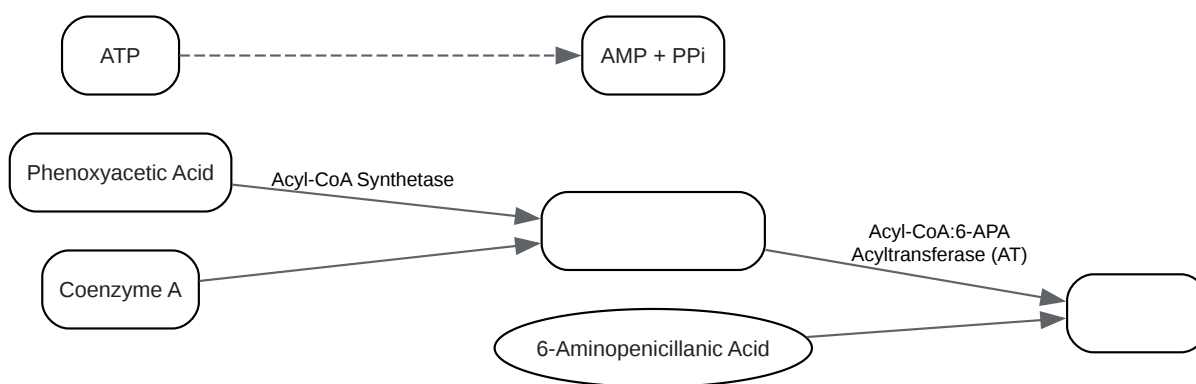 ATP
AMP + PPi
Phenoxyacetic Acid
Acyl-CoA Synthetase
Coenzyme A
Acyl-CoA:6-APA
Acyltransferase (AT)
6-Aminopenicillanic Acid